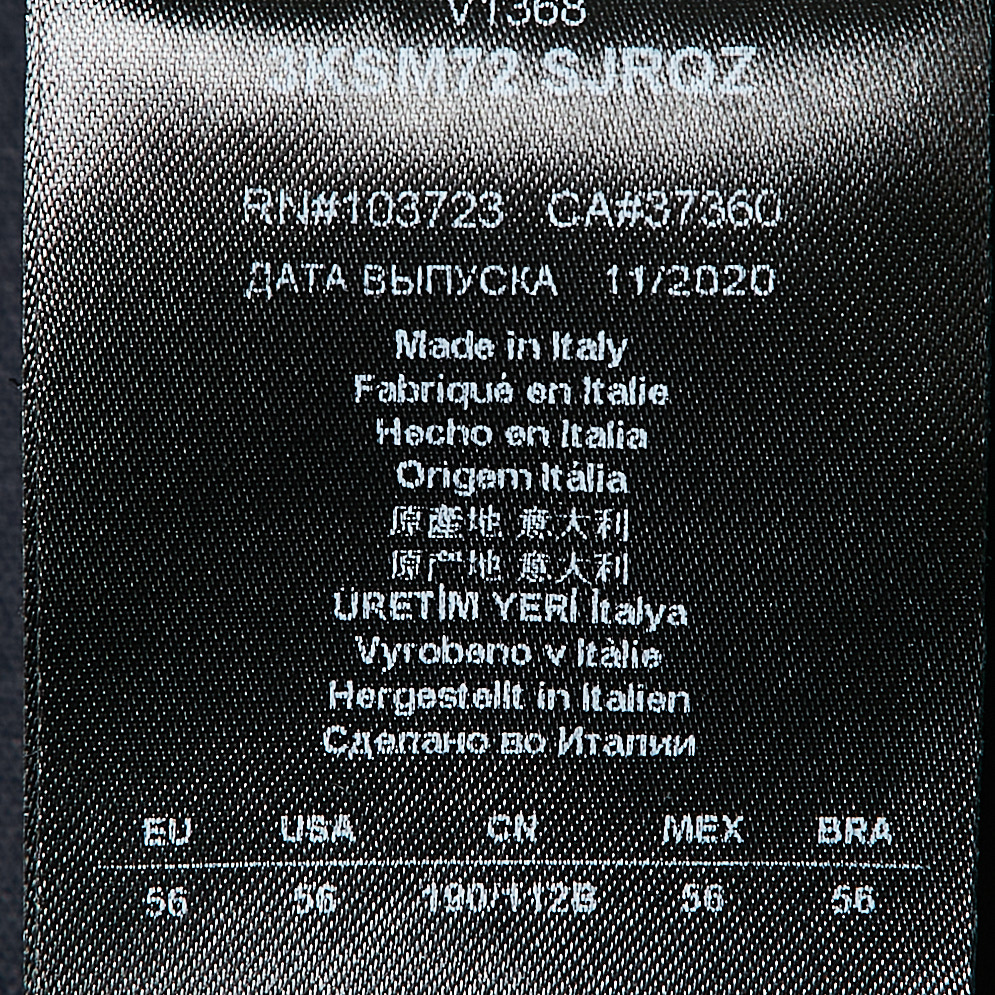 V1368
3KSM72 SJRQZ
RN#103723 CA#37360
ДАТА ВЫПУСКА 11/2020
Made in Italy
Fabriqué en Italie
Hecho en Italia
Origem Itália
原產地 意大利
原产地 意大利
ÜRETİM YERİ İtalya
Vyrobeno v Itálie
Hergestellt in Italien
Сделано во Италии
EU USA CN MEX BRA
56 56 190/112B 56 56